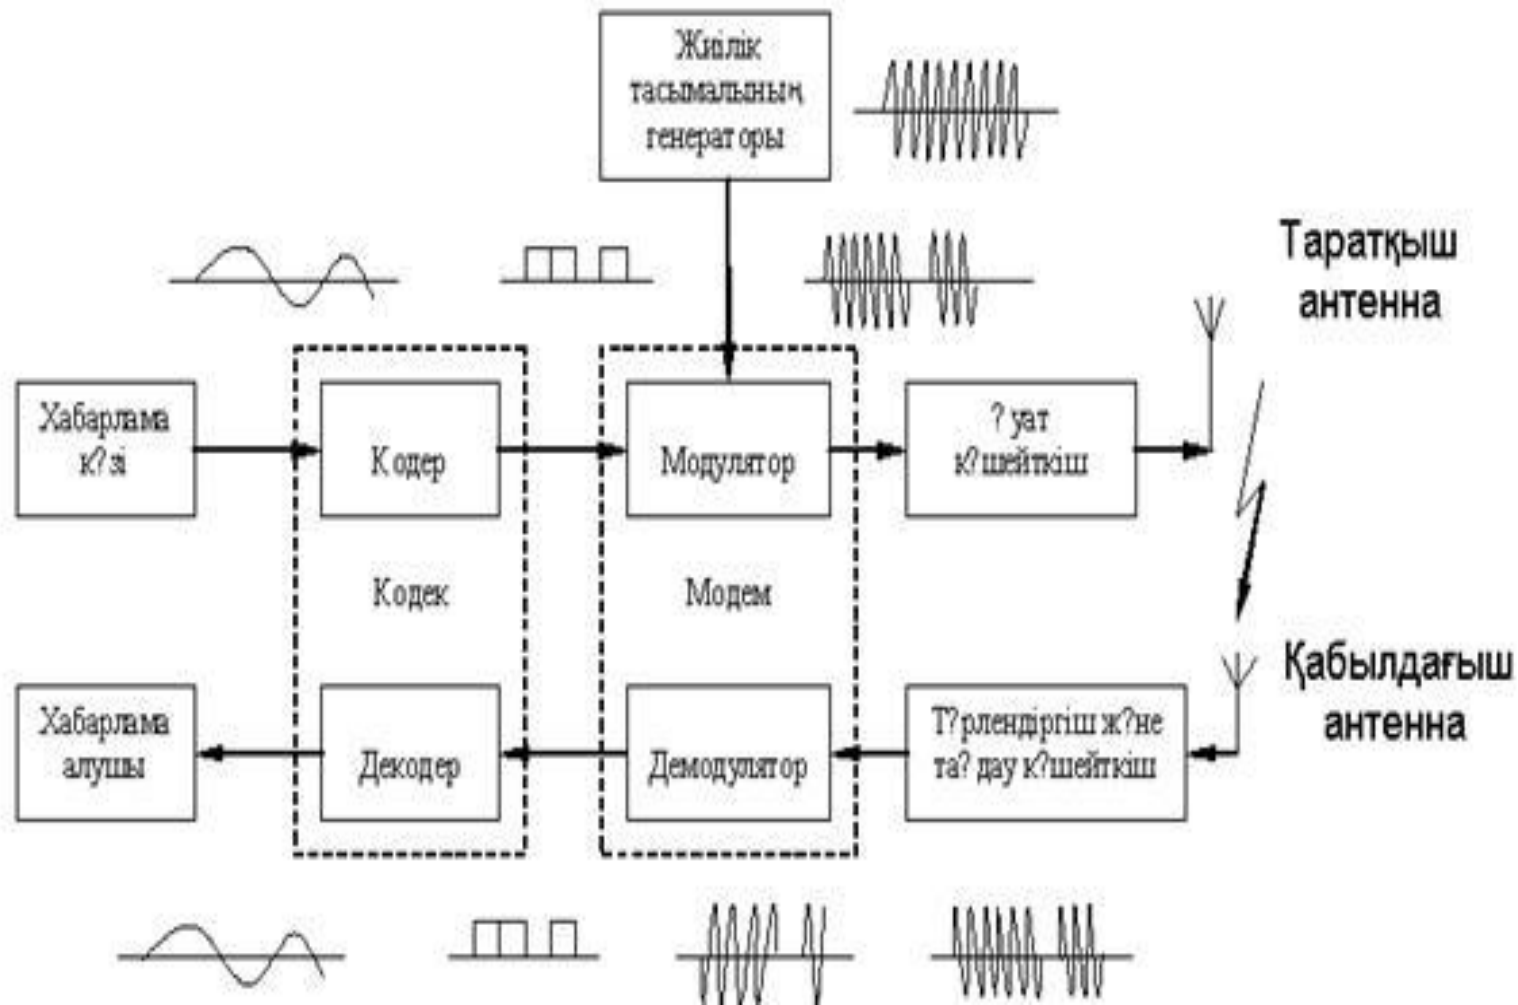 Жиілік
тасымалының
генераторы
Таратқыш
антенна
Хабарлама
к?зі
Кодер
Модулятор
? уат
к?шейткіш
Кодек
Модем
Қабылдағыш
антенна
Хабарлама
алушы
Декодер
Демодулятор
Т?рлендіргіш ж?не
та? дау к?шейткіш